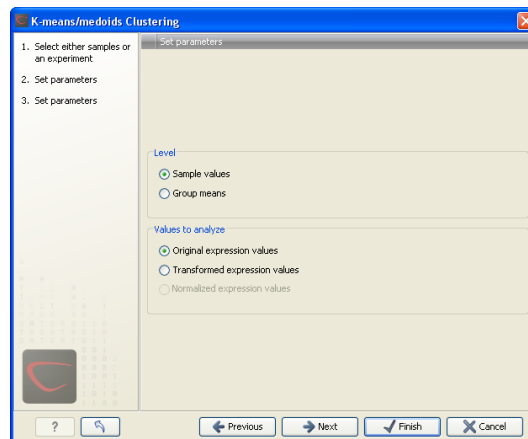 K-means/medoids Clustering
1. Select either samples or
an experiment
2. Set parameters
3. Set parameters
Set parameters
Level
Sample values
Group means
Values to analyze
Original expression values
Transformed expression values
Normalized expression values
?
Previous
Next
Finish
Cancel